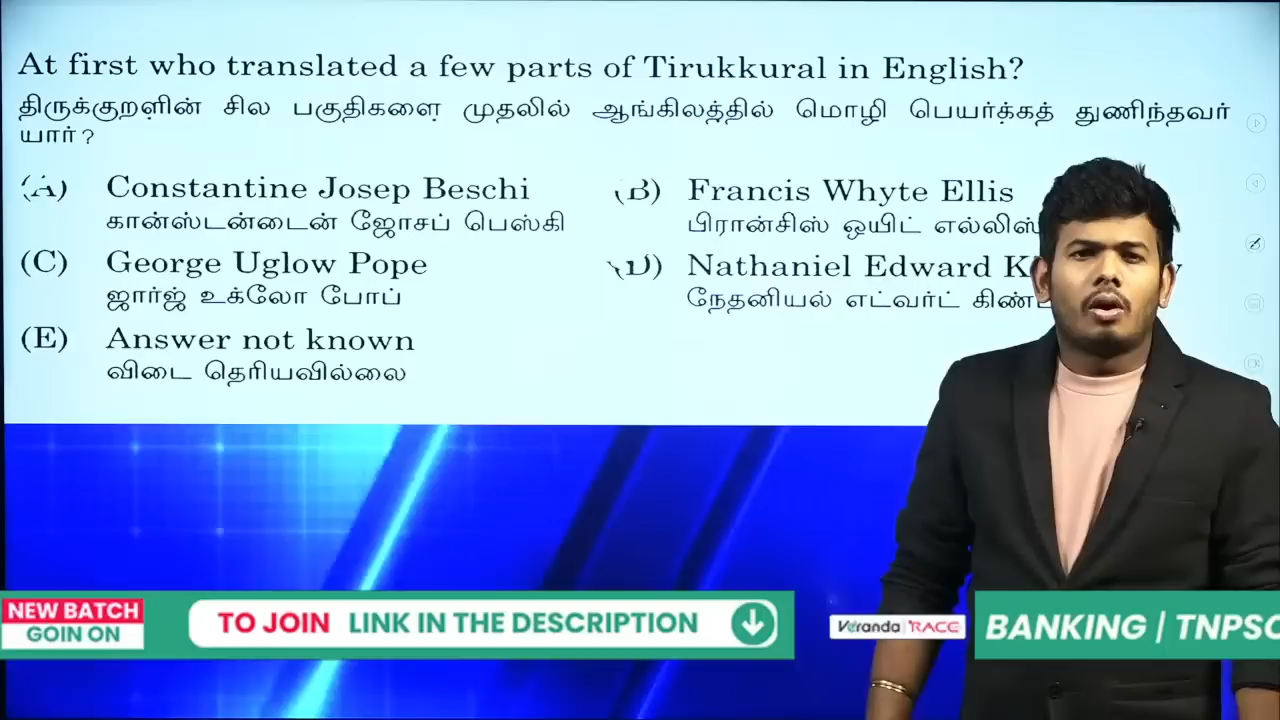 At first who translated a few parts of Tirukkural in English?
திருக்குறளின் சில பகுதிகளை முதலில் ஆங்கிலத்தில் மொழி பெயர்க்கத் துணிந்தவர்
யார்?
(A) Constantine Josep Beschi
கான்ஸ்டன்டைன் ஜோசப் பெஸ்கி
(B) Francis Whyte Ellis
பிரான்சிஸ் ஒயிட் எல்லிஸ்
(C) George Uglow Pope
ஜார்ஜ் உக்லோ போப்
(D) Nathaniel Edward
நேதனியல் எட்வர்ட்
(E) Answer not known
விடை தெரியவில்லை
NEW BATCH
GOIN ON
TO JOIN LINK IN THE DESCRIPTION
Veranda RACE
BANKING | TNPSC